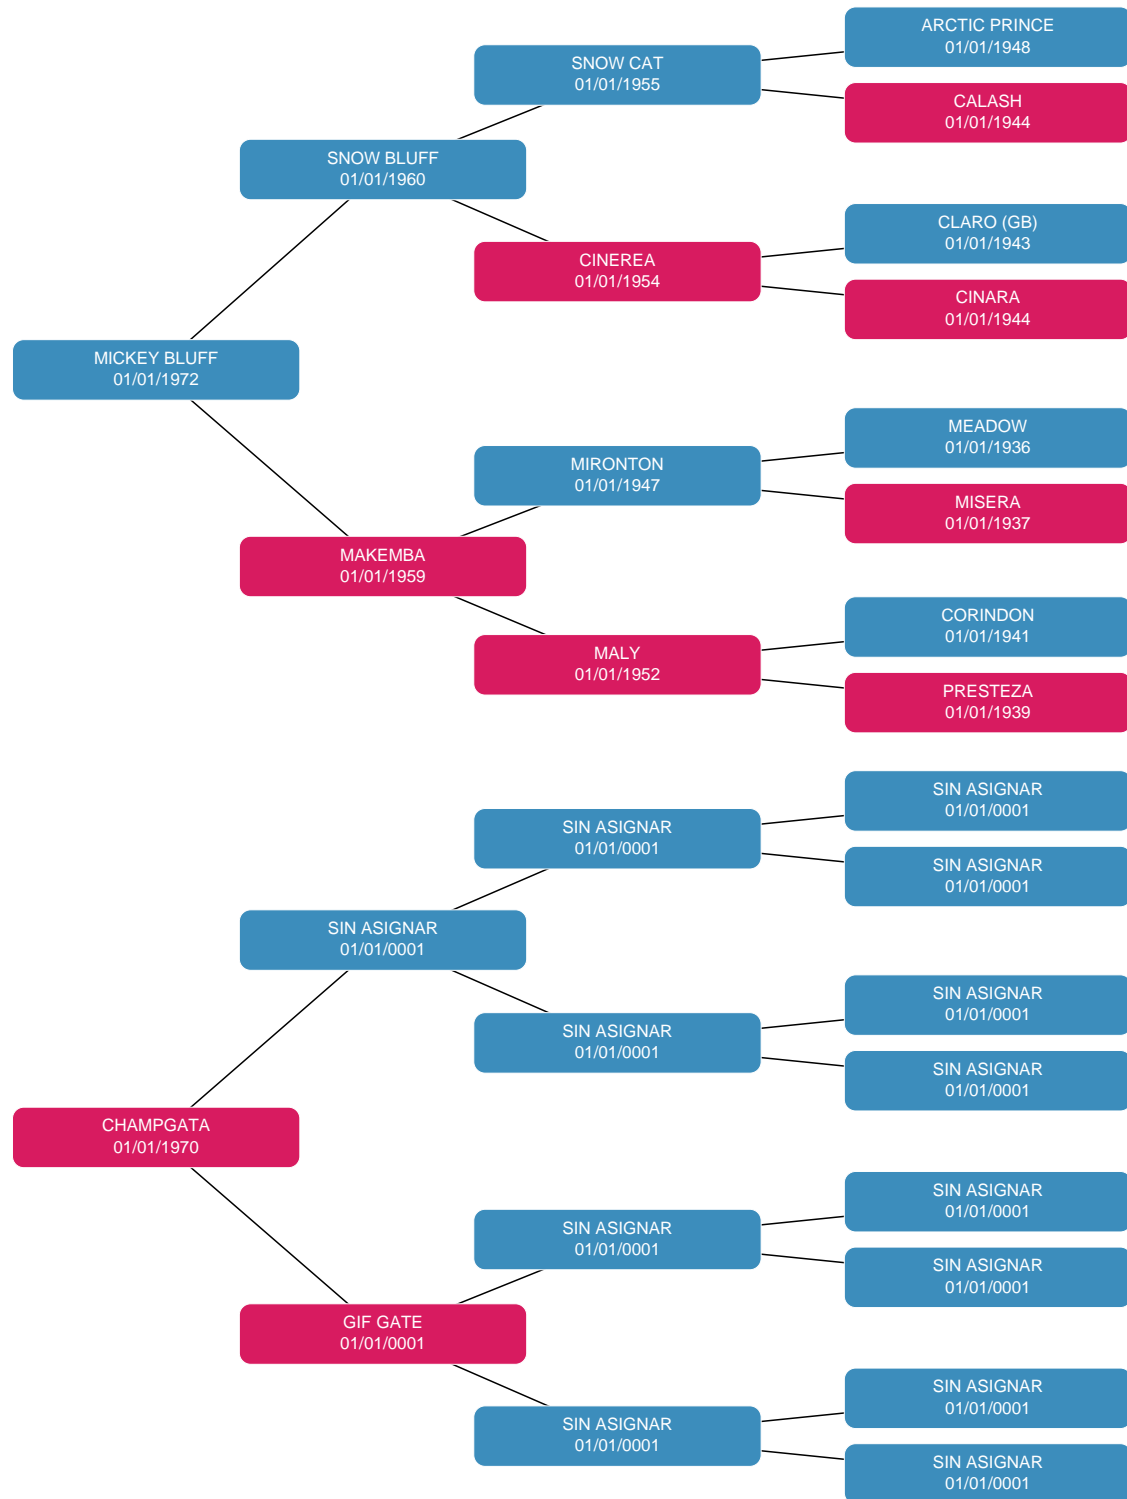 ARCTIC PRINCE
01/01/1948
SNOW CAT
01/01/1955
CALASH
01/01/1944
SNOW BLUFF
01/01/1960
CLARO (GB)
01/01/1943
CINEREA
01/01/1954
CINARA
01/01/1944
MICKEY BLUFF
01/01/1972
MEADOW
01/01/1936
MIRONTON
01/01/1947
MISERA
01/01/1937
MAKEMBA
01/01/1959
CORINDON
01/01/1941
MALY
01/01/1952
PRESTEZA
01/01/1939
SIN ASIGNAR
01/01/0001
SIN ASIGNAR
01/01/0001
SIN ASIGNAR
01/01/0001
SIN ASIGNAR
01/01/0001
SIN ASIGNAR
01/01/0001
SIN ASIGNAR
01/01/0001
SIN ASIGNAR
01/01/0001
CHAMPGATA
01/01/1970
SIN ASIGNAR
01/01/0001
SIN ASIGNAR
01/01/0001
SIN ASIGNAR
01/01/0001
GIF GATE
01/01/0001
SIN ASIGNAR
01/01/0001
SIN ASIGNAR
01/01/0001
SIN ASIGNAR
01/01/0001